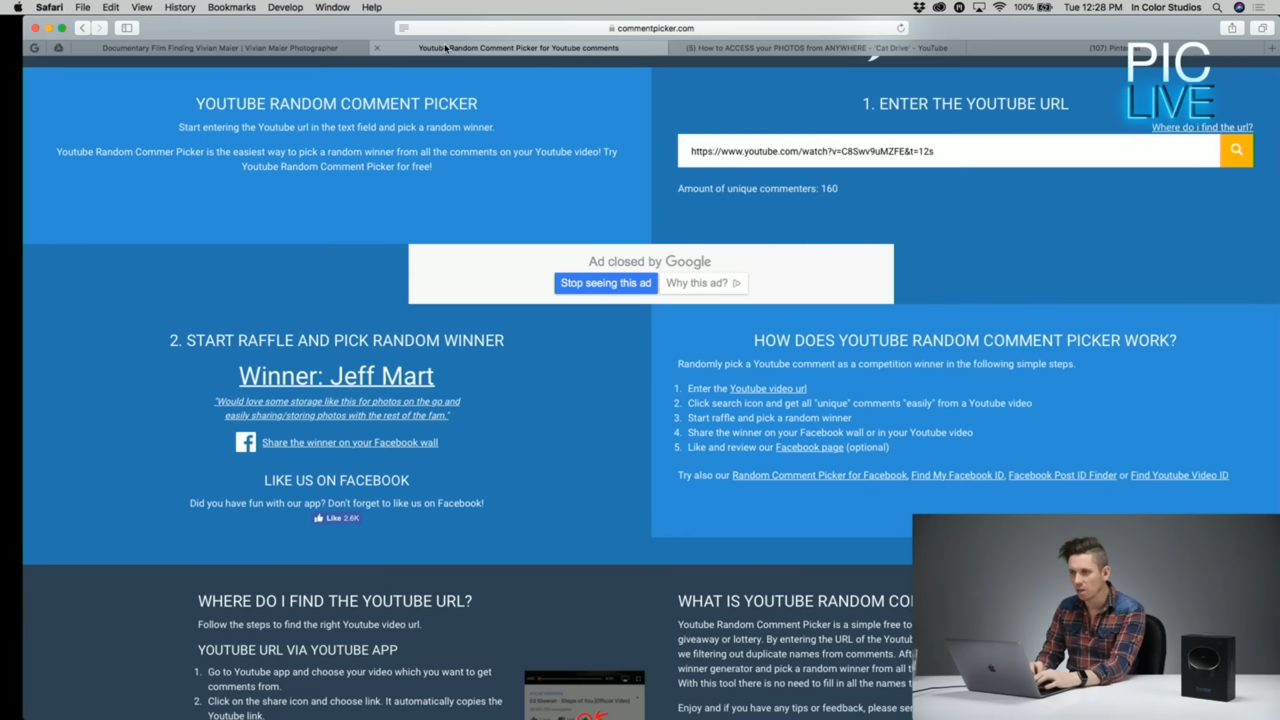 Safari File Edit View History Bookmarks Develop Window Help
100% Tue 12:28 PM In Color Studios
commentpicker.com
Documentary Film Finding Vivian Maier | Vivian Maier Photographer
Youtube Random Comment Picker for Youtube comments
(5) How to ACCESS your PHOTOS from ANYWHERE - 'Cat Drive' - YouTube
(107) Pinte
PIC
LIVE
YOUTUBE RANDOM COMMENT PICKER
Start entering the Youtube url in the text field and pick a random winner.
Youtube Random Commer Picker is the easiest way to pick a random winner from all the comments on your Youtube video! Try
Youtube Random Comment Picker for free!
1. ENTER THE YOUTUBE URL
Where do i find the url?
https://www.youtube.com/watch?v=C8Swv9uMZFE&t=12s
Amount of unique commenters: 160
Ad closed by Google
Stop seeing this ad Why this ad?
2. START RAFFLE AND PICK RANDOM WINNER
Winner: Jeff Mart
"Would love some storage like this for photos on the go and
easily sharing/storing photos with the rest of the fam."
Share the winner on your Facebook wall
LIKE US ON FACEBOOK
Did you have fun with our app? Don't forget to like us on Facebook!
Like 2.6K
HOW DOES YOUTUBE RANDOM COMMENT PICKER WORK?
Randomly pick a Youtube comment as a competition winner in the following simple steps.
1. Enter the Youtube video url
2. Click search icon and get all "unique" comments "easily" from a Youtube video
3. Start raffle and pick a random winner
4. Share the winner on your Facebook wall or in your Youtube video
5. Like and review our Facebook page (optional)
Try also our Random Comment Picker for Facebook, Find My Facebook ID, Facebook Post ID Finder or Find Youtube Video ID
WHERE DO I FIND THE YOUTUBE URL?
Follow the steps to find the right Youtube video url.
YOUTUBE URL VIA YOUTUBE APP
1. Go to Youtube app and choose your video which you want to get
comments from.
2. Click on the share icon and choose link. It automatically copies the
Youtube link.
Ed Sheeran - Shape of You [Official Video]
WHAT IS YOUTUBE RANDOM CO
Youtube Random Comment Picker is a simple free to
giveaway or lottery. By entering the URL of the Youtub
we filtering out duplicate names from comments. Aft
winner generator and pick a random winner from all t
With this tool there is no need to fill in all the names t
Enjoy and if you have any tips or feedback, please se